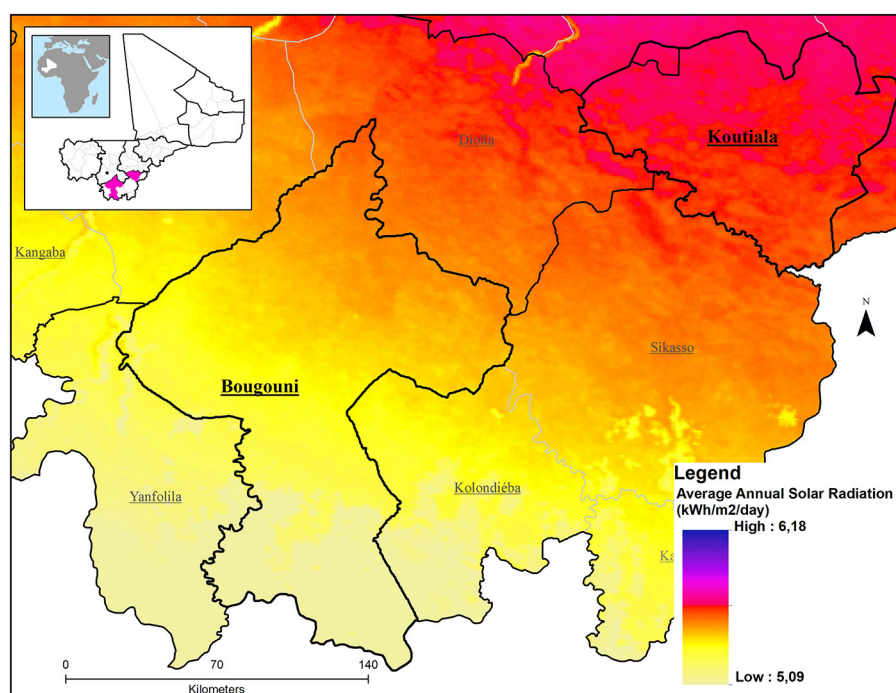 Koutiala
Dioïla
Kangaba
N
Sikasso
Bougouni
Yanfolila
Kolondiéba
Ka
Legend
Average Annual Solar Radiation
(kWh/m2/day)
High : 6,18
Low : 5,09
0 70 140
Kilometers